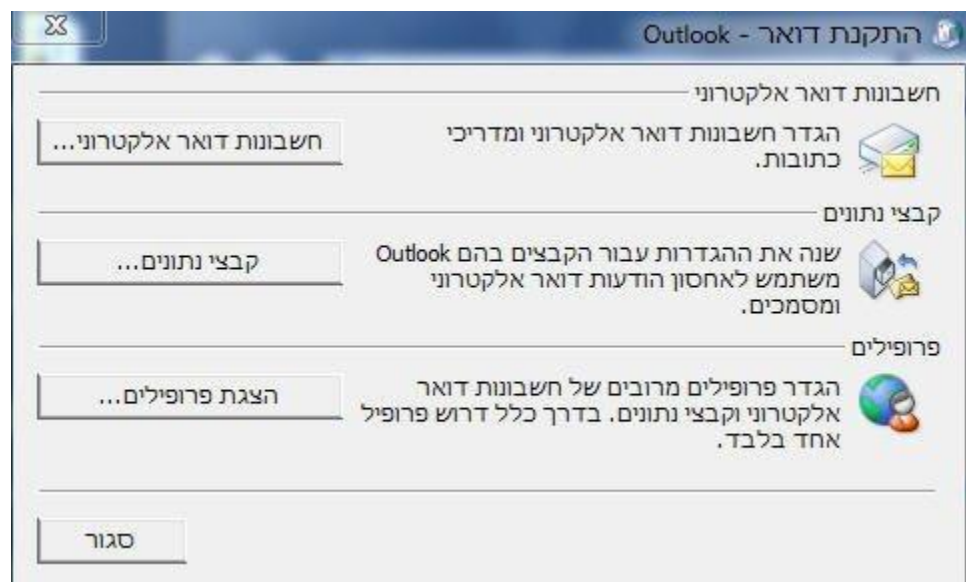 התקנת דואר - Outlook
חשבונות דואר אלקטרוני
הגדר חשבונות דואר אלקטרוני ומדריכי
כתובות.
חשבונות דואר אלקטרוני...
קבצי נתונים
שנה את ההגדרות עבור הקבצים בהם Outlook
משתמש לאחסון הודעות דואר אלקטרוני
ומסמכים.
קבצי נתונים...
פרופילים
הגדר פרופילים מרובים של חשבונות דואר
אלקטרוני וקבצי נתונים. בדרך כלל דרוש פרופיל
אחד בלבד.
הצגת פרופילים...
סגור